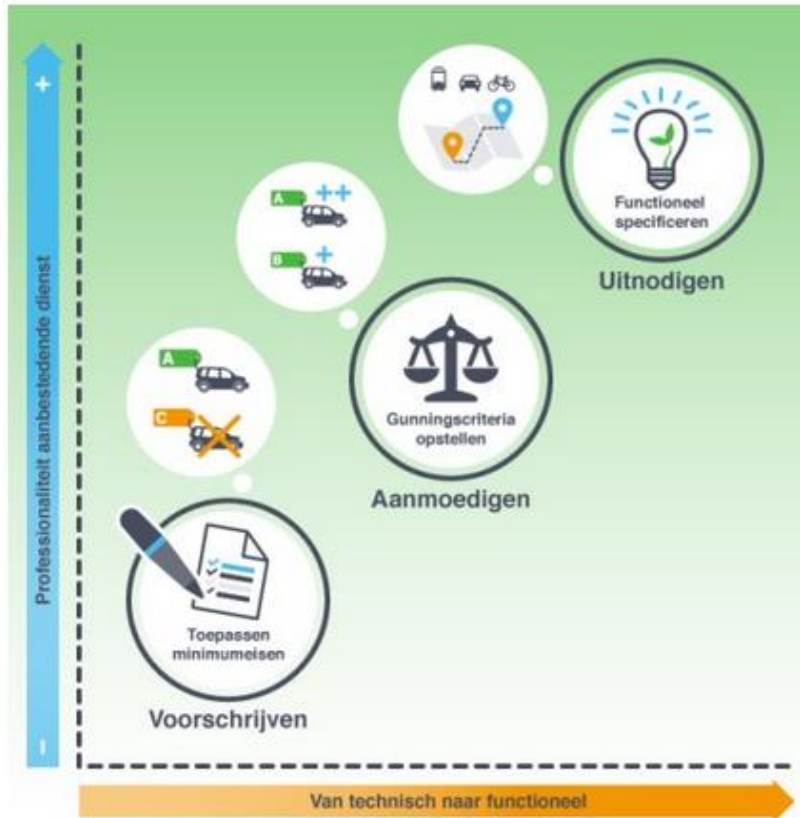 Functioneel
specificeren
Uitnodigen
A ++
B +
Gunningscriteria
opstellen
Aanmoedigen
A
C
Toepassen
minimumeisen
Voorschrijven
+
Professionaliteit aanbestedende dienst
-
Van technisch naar functioneel